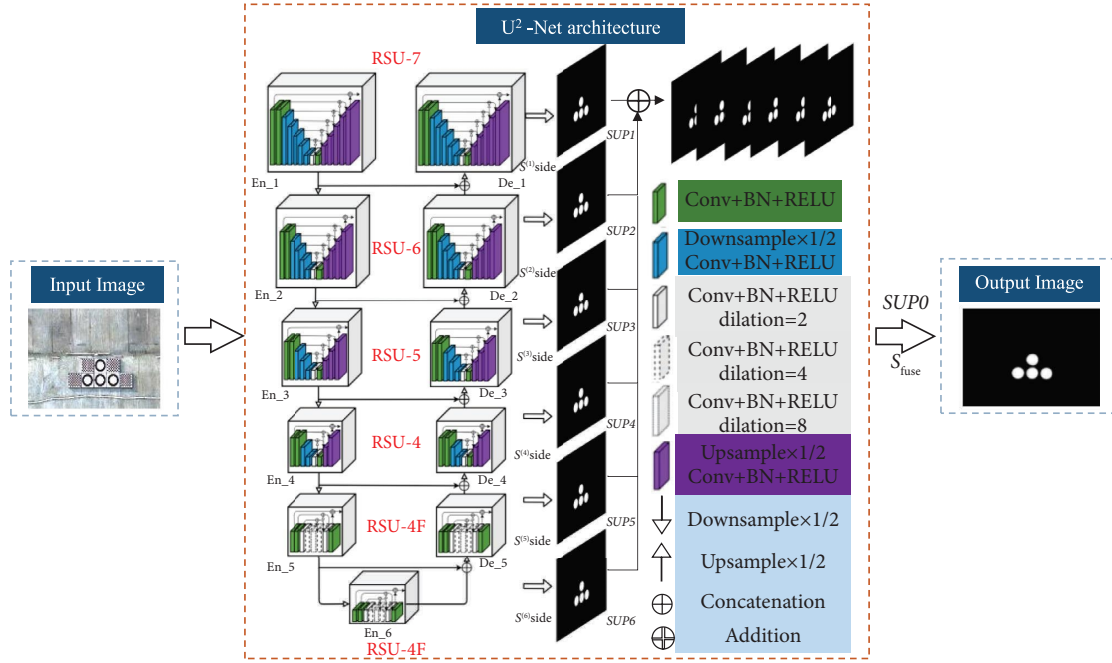 U² -Net architecture
RSU-7
En_1
De_1
S⁽¹⁾side
SUP1
RSU-6
En_2
De_2
S⁽²⁾side
SUP2
RSU-5
En_3
De_3
S⁽³⁾side
SUP3
RSU-4
En_4
De_4
S⁽⁴⁾side
SUP4
RSU-4F
En_5
De_5
S⁽⁵⁾side
SUP5
En_6
RSU-4F
S⁽⁶⁾side
SUP6
Input Image
Conv+BN+RELU
Downsample×1/2
Conv+BN+RELU
Conv+BN+RELU
dilation=2
Conv+BN+RELU
dilation=4
Conv+BN+RELU
dilation=8
Upsample×1/2
Conv+BN+RELU
Downsample×1/2
Upsample×1/2
Concatenation
Addition
SUP0
S_fuse
Output Image